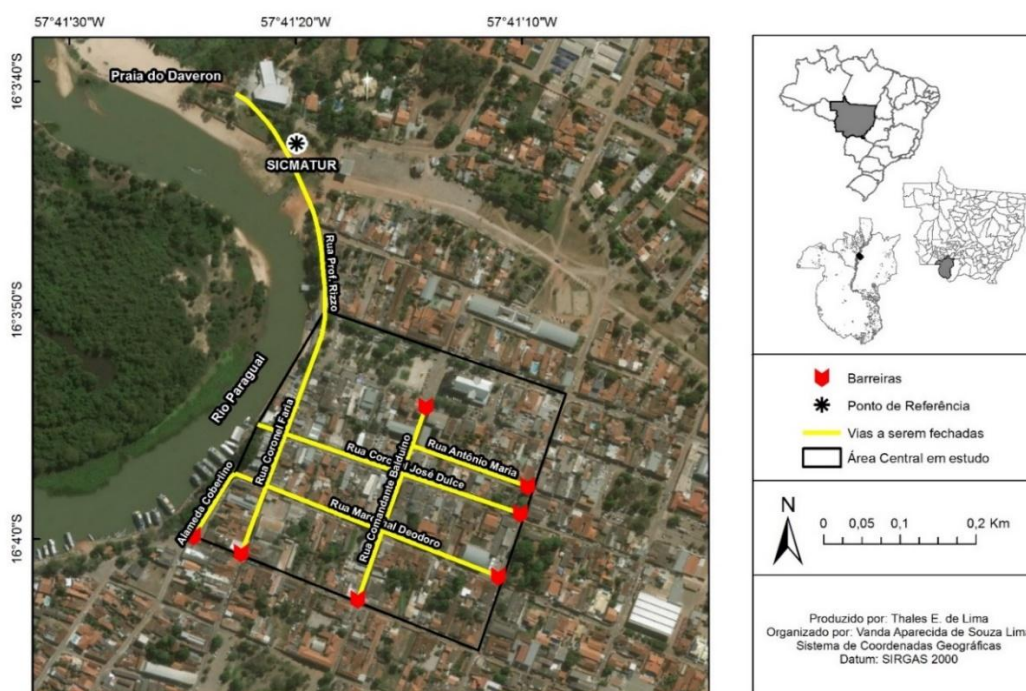 57°41'30"W
57°41'20"W
57°41'10"W
16°3'40"S
16°3'50"S
16°4'0"S
Praia do Daveron
SICMATUR
Rua Prof. Rizzo
Rio Paraguai
Rua Coronel Faria
Alameda Coberlino
Rua Antônio Maria
Rua Coronel José Dulce
Rua Comandante Balduíno
Rua Marechal Deodoro
Barreiras
Ponto de Referência
Vias a serem fechadas
Área Central em estudo
N
0 0,05 0,1 0,2 Km
Produzido por: Thales E. de Lima
Organizado por: Vanda Aparecida de Souza Lim
Sistema de Coordenadas Geográficas
Datum: SIRGAS 2000